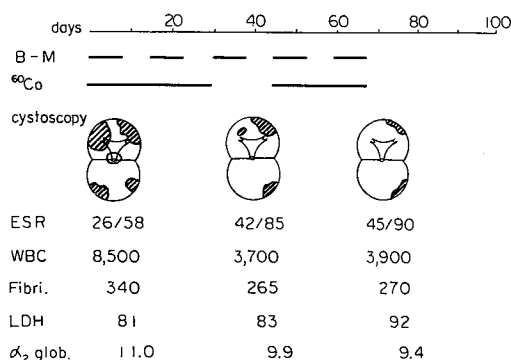 days 20 40 60 80 100
B-M
⁶⁰Co
cystoscopy
ESR 26/58 42/85 45/90
WBC 8,500 3,700 3,900
Fibri. 340 265 270
LDH 81 83 92
α₂ glob. 11.0 9.9 9.4